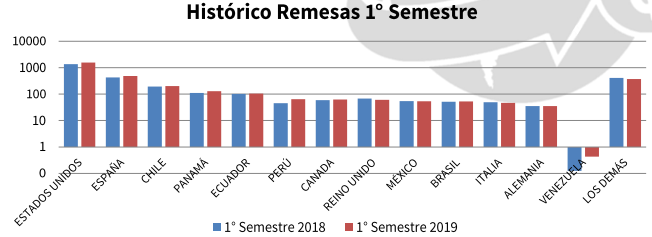 Histórico Remesas 1° Semestre
10000
1000
100
10
1
0
ESTADOS UNIDOS
ESPAÑA
CHILE
PANAMÁ
ECUADOR
PERÚ
CANADA
REINO UNIDO
MÉXICO
BRASIL
ITALIA
ALEMANIA
VENEZUELA
LOS DEMÁS
1° Semestre 2018 1° Semestre 2019